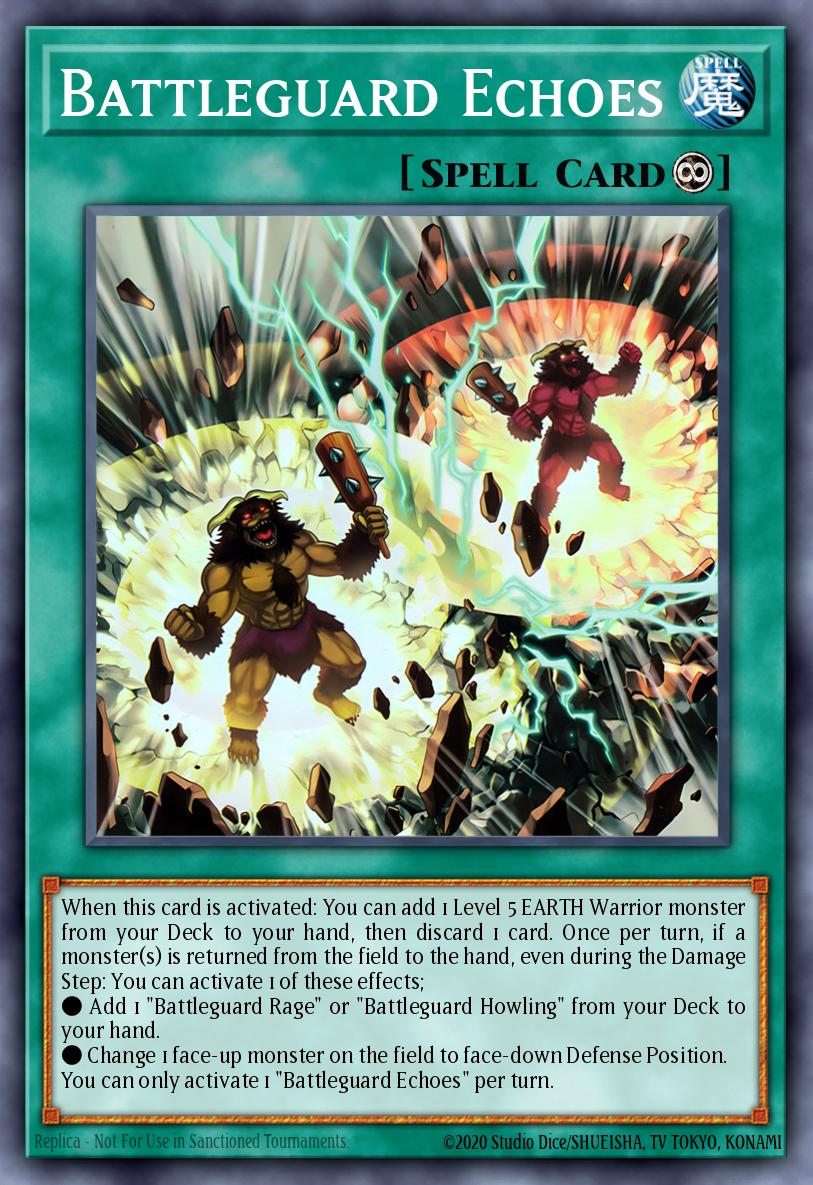 BATTLEGUARD ECHOES
SPELL
魔
[SPELL CARD]
When this card is activated: You can add 1 Level 5 EARTH Warrior monster
from your Deck to your hand, then discard 1 card. Once per turn, if a
monster(s) is returned from the field to the hand, even during the Damage
Step: You can activate 1 of these effects;
● Add 1 "Battleguard Rage" or "Battleguard Howling" from your Deck to
your hand.
● Change 1 face-up monster on the field to face-down Defense Position.
You can only activate 1 "Battleguard Echoes" per turn.
Replica - Not For Use in Sanctioned Tournaments.
©2020 Studio Dice/SHUEISHA, TV TOKYO, KONAMI